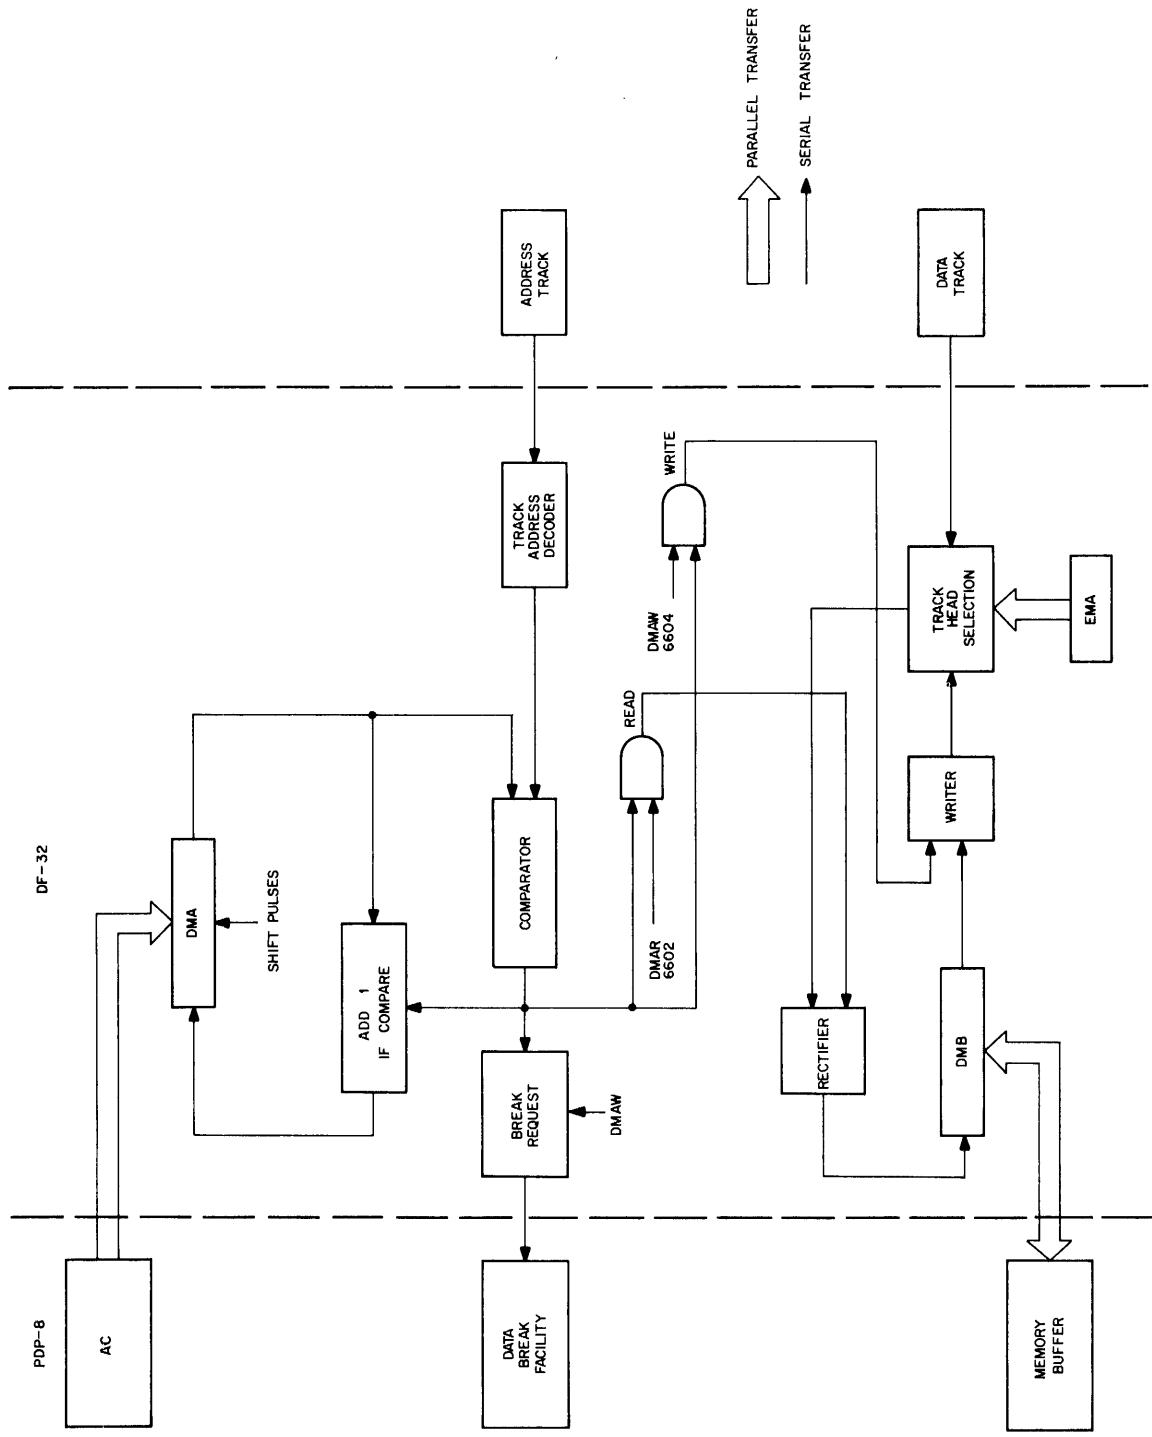 PDP-8
DF-32
AC
DMA
SHIFT PULSES
ADD 1
IF COMPARE
COMPARATOR
TRACK
ADDRESS
DECODER
ADDRESS
TRACK
DATA
BREAK
FACILITY
BREAK
REQUEST
DMAW
DMAR
6602
READ
DMAW
6604
WRITE
PARALLEL TRANSFER
SERIAL TRANSFER
RECTIFIER
MEMORY
BUFFER
DMB
WRITER
TRACK
HEAD
SELECTION
EMA
DATA
TRACK